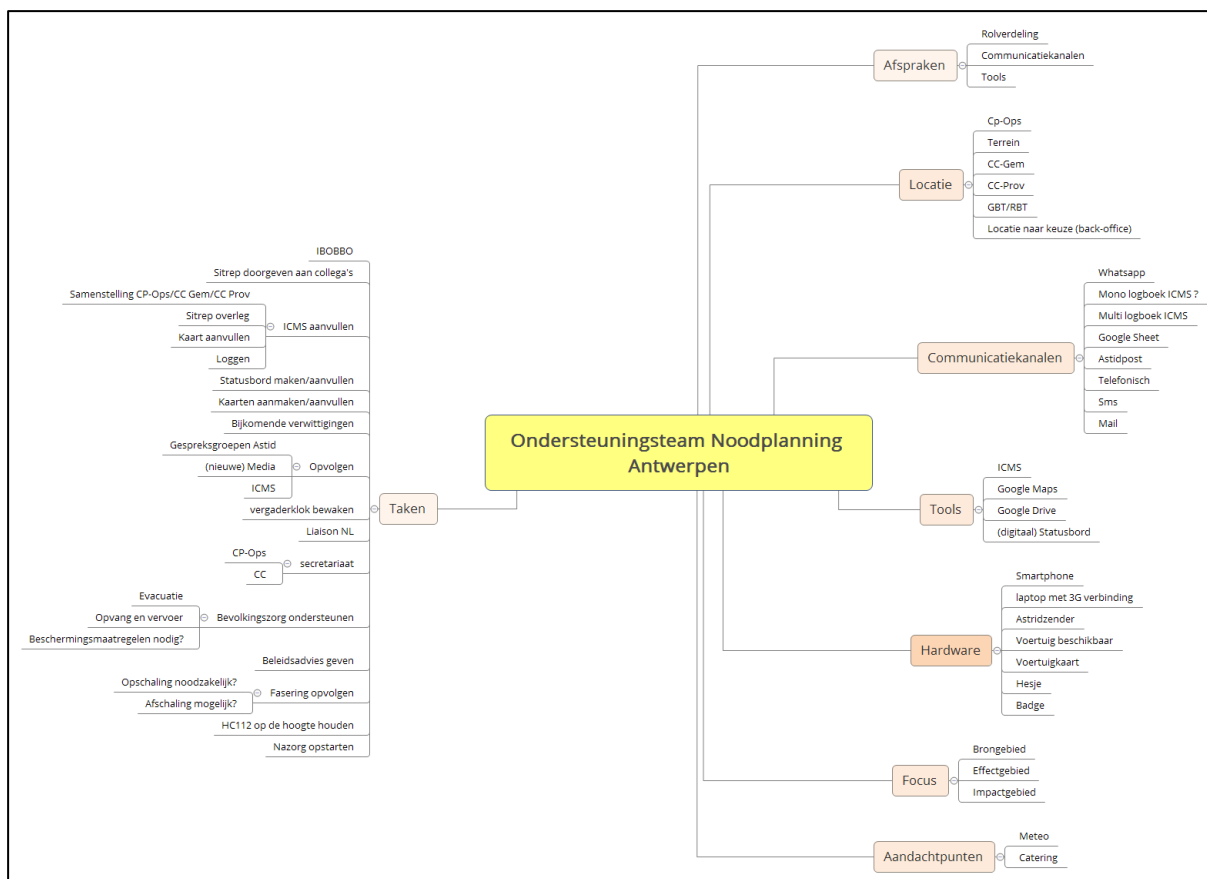 Ondersteuningsteam Noodplanning
Antwerpen
Afspraken
Rolverdeling
Communicatiekanalen
Tools
Locatie
Cp-Ops
Terrein
CC-Gem
CC-Prov
GBT/RBT
Locatie naar keuze (back-office)
Communicatiekanalen
Whatsapp
Mono logboek ICMS ?
Multi logboek ICMS
Google Sheet
Astidpost
Telefonisch
Sms
Mail
Tools
ICMS
Google Maps
Google Drive
(digitaal) Statusbord
Hardware
Smartphone
laptop met 3G verbinding
Astridzender
Voertuig beschikbaar
Voertuigkaart
Hesje
Badge
Focus
Brongebied
Effectgebied
Impactgebied
Aandachtpunten
Meteo
Catering
Taken
IBOBBO
Sitrep doorgeven aan collega's
ICMS aanvullen
Samenstelling CP-Ops/CC Gem/CC Prov
Sitrep overleg
Kaart aanvullen
Loggen
Statusbord maken/aanvullen
Kaarten aanmaken/aanvullen
Bijkomende verwittigingen
Opvolgen
Gespreksgroepen Astid
(nieuwe) Media
ICMS
vergaderklok bewaken
Liaison NL
secretariaat
CP-Ops
CC
Bevolkingszorg ondersteunen
Evacuatie
Opvang en vervoer
Beschermingsmaatregelen nodig?
Beleidsadvies geven
Fasering opvolgen
Opschaling noodzakelijk?
Afschaling mogelijk?
HC112 op de hoogte houden
Nazorg opstarten